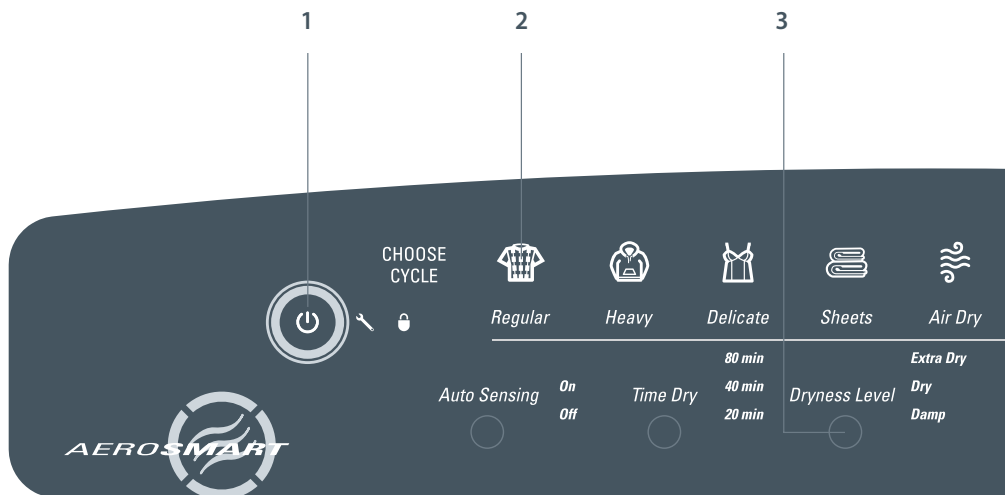 1 2 3
CHOOSE
CYCLE
Regular Heavy Delicate Sheets Air Dry
Auto Sensing
On
Off
Time Dry
80 min
40 min
20 min
Dryness Level
Extra Dry
Dry
Damp
AEROSMART